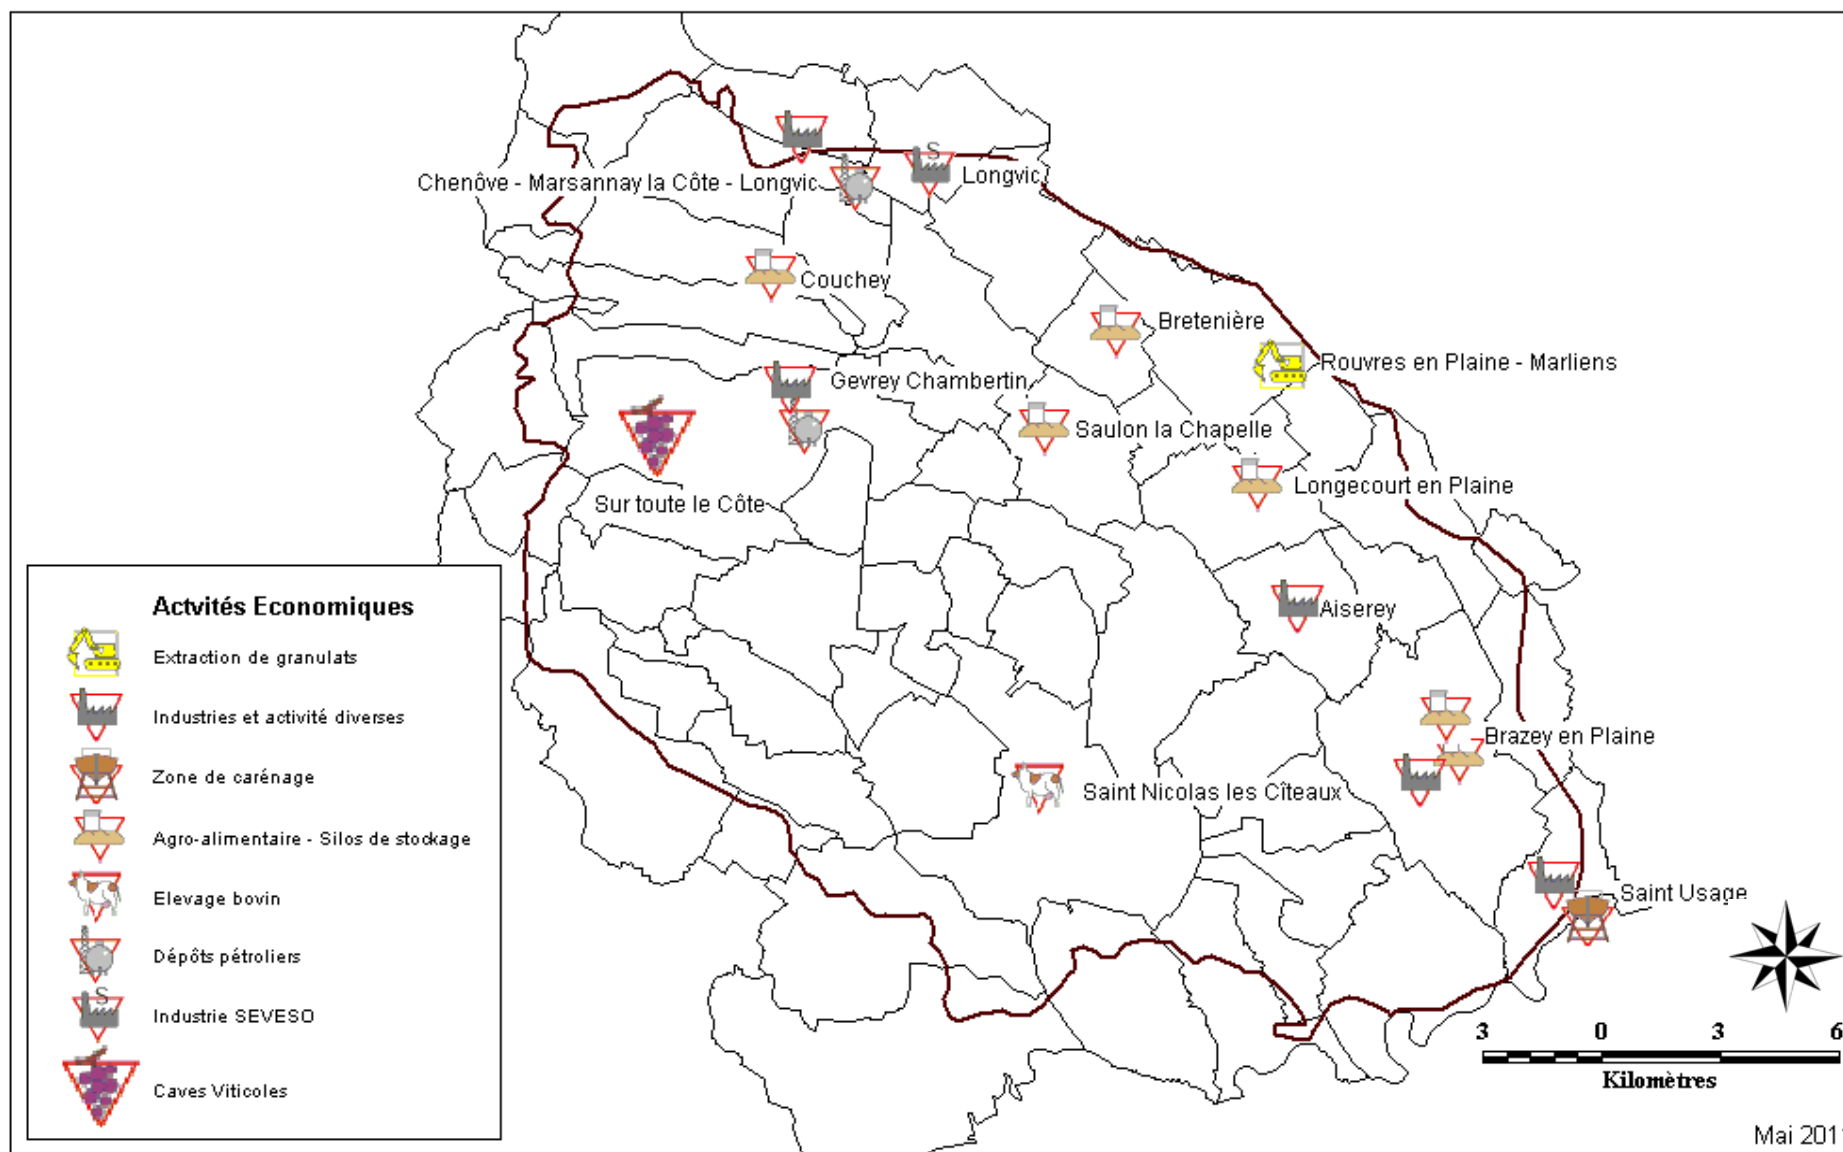 Chenôve - Marsannay la Côte - Longvic
S
Longvic
Couchey
Bretenière
Rouvres en Plaine - Marliens
Gevrey Chambertin
Saulon la Chapelle
Longecourt en Plaine
Sur toute le Côte
Aiserey
Brazey en Plaine
Saint Nicolas les Cîteaux
Saint Usage
Actvités Economiques
Extraction de granulats
Industries et activité diverses
Zone de carénage
Agro-alimentaire - Silos de stockage
Elevage bovin
Dépôts pétroliers
S
Industrie SEVESO
Caves Viticoles
3 0 3 6
Kilomètres
Mai 2011